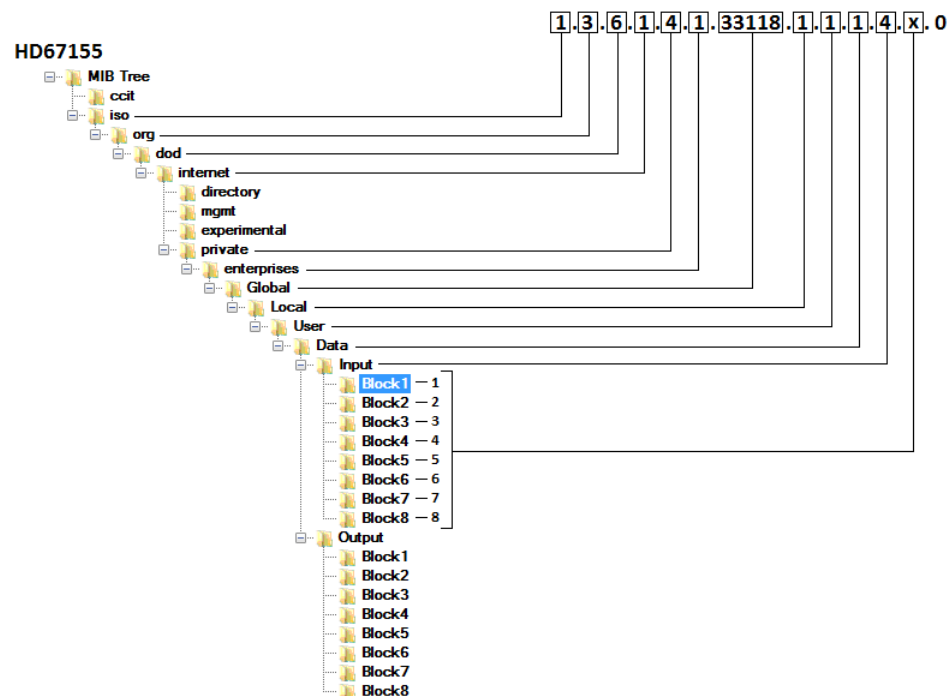 1.3.6.1.4.1.33118.1.1.1.4.x.0
HD67155
MIB Tree
ccit
iso
org
dod
internet
directory
mgmt
experimental
private
enterprises
Global
Local
User
Data
Input
Block1 — 1
Block2 — 2
Block3 — 3
Block4 — 4
Block5 — 5
Block6 — 6
Block7 — 7
Block8 — 8
Output
Block1
Block2
Block3
Block4
Block5
Block6
Block7
Block8